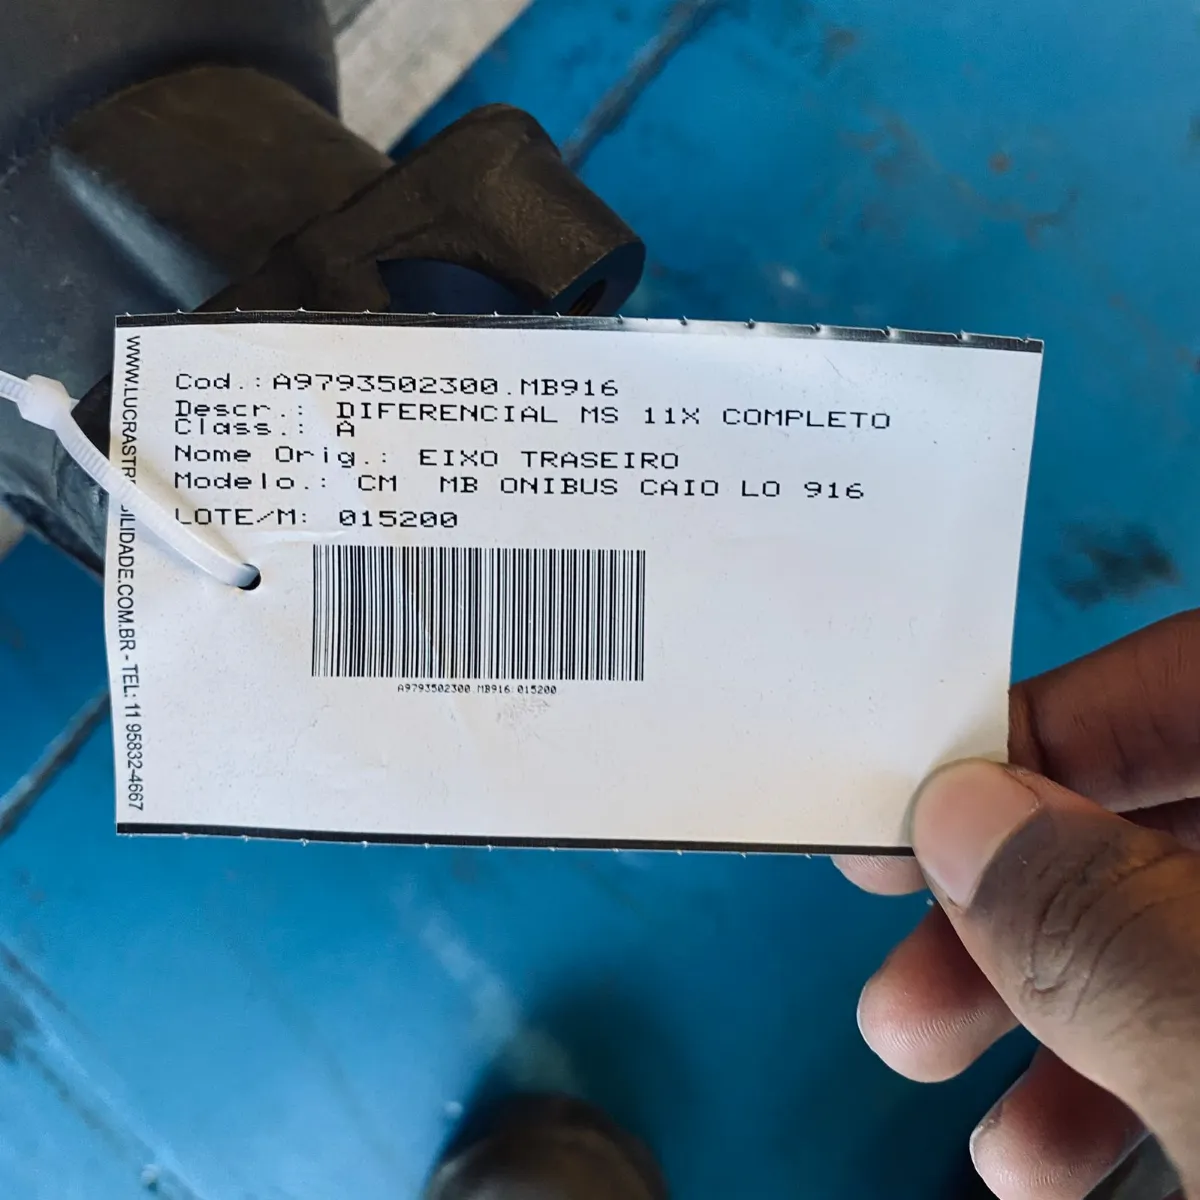 Cod.:A9793502300.MB916
Descr.: DIFERENCIAL MS 11X COMPLETO
Class.: A
Nome Orig.: EIXO TRASEIRO
Modelo.: CM MB ONIBUS CAIO LO 916
LOTE/M: 015200
A9793502300.MB916:015200
WWW.LUCRASTR ILIDADE.COM.BR - TEL: 11 95832-4667